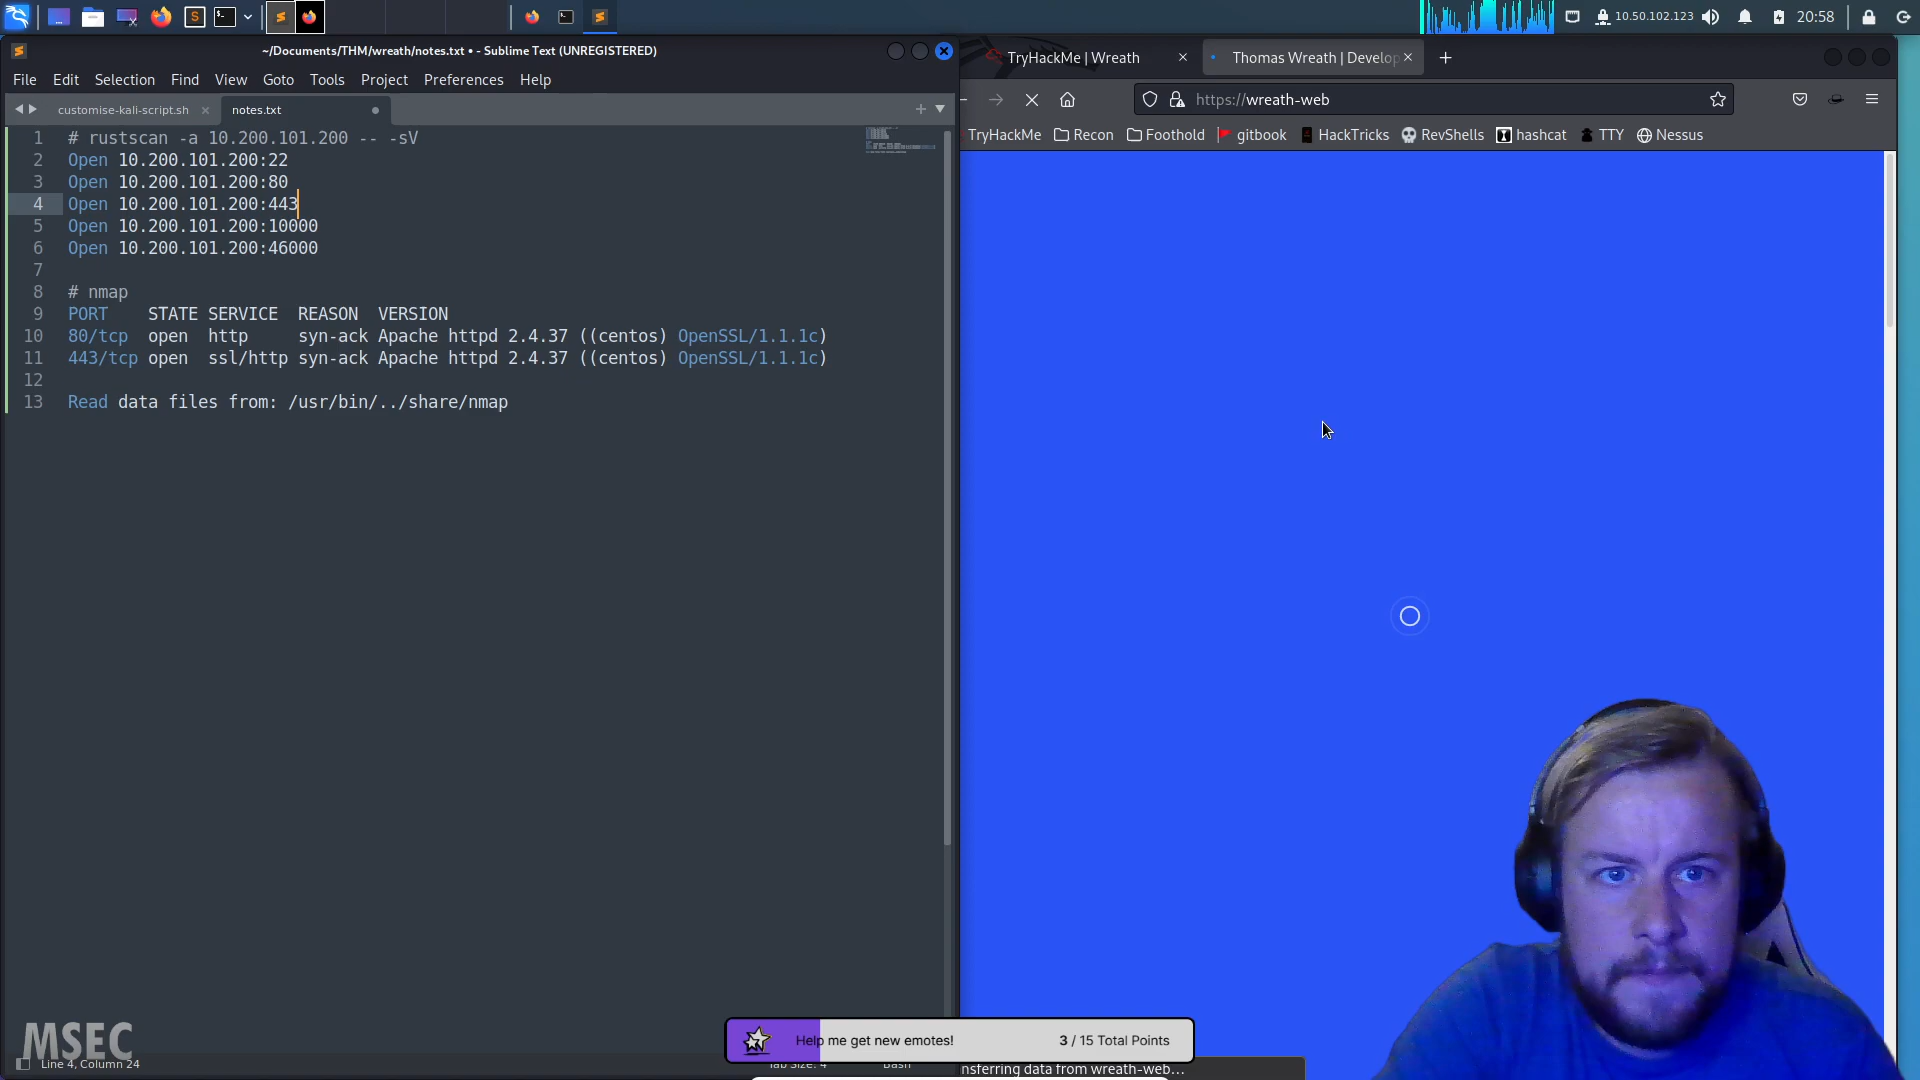 10.50.102.123
20:58
~/Documents/THM/wreath/notes.txt • - Sublime Text (UNREGISTERED)
File Edit Selection Find View Goto Tools Project Preferences Help
customise-kali-script.sh
notes.txt
1 # rustscan -a 10.200.101.200 -- -sV
2 Open 10.200.101.200:22
3 Open 10.200.101.200:80
4 Open 10.200.101.200:443
5 Open 10.200.101.200:10000
6 Open 10.200.101.200:46000
7
8 # nmap
9 PORT STATE SERVICE REASON VERSION
10 80/tcp open http syn-ack Apache httpd 2.4.37 ((centos) OpenSSL/1.1.1c)
11 443/tcp open ssl/http syn-ack Apache httpd 2.4.37 ((centos) OpenSSL/1.1.1c)
12
13 Read data files from: /usr/bin/../share/nmap
MSEC
Line 4, Column 24
Tab Size: 4
Bash
TryHackMe | Wreath
Thomas Wreath | Develop
https://wreath-web
TryHackMe Recon Foothold gitbook HackTricks RevShells hashcat TTY Nessus
Help me get new emotes! 3 / 15 Total Points
nsferring data from wreath-web…